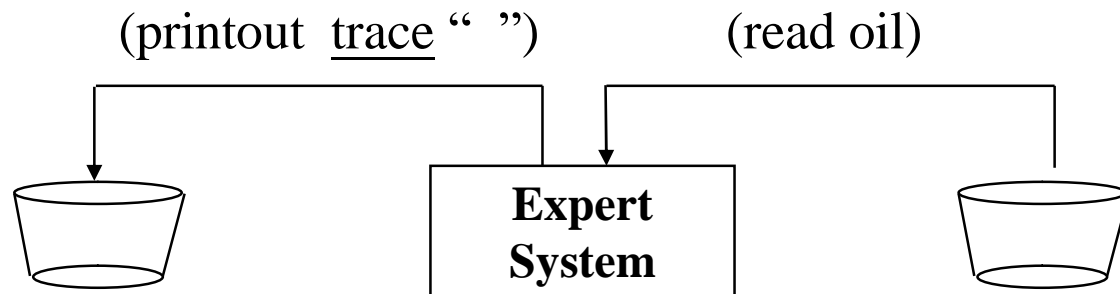 (printout trace “ ”) (read oil)
Expert
System